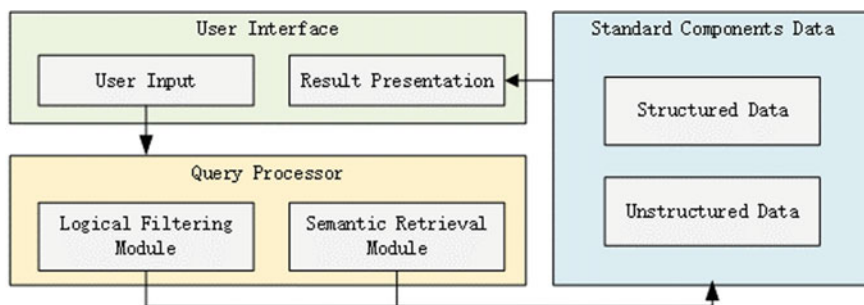 User Interface
User Input
Result Presentation
Query Processor
Logical Filtering
Module
Semantic Retrieval
Module
Standard Components Data
Structured Data
Unstructured Data